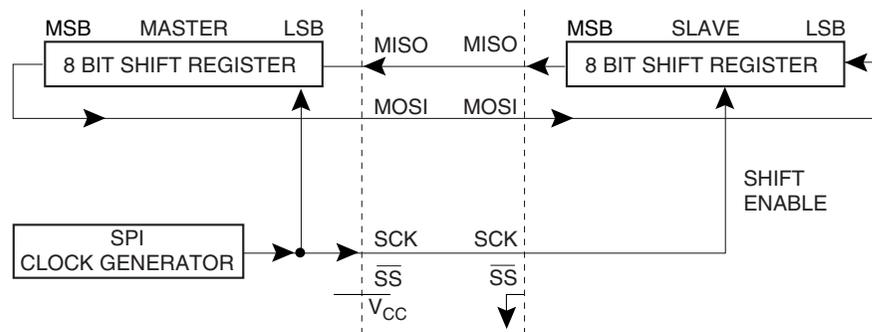 MSB MASTER LSB
8 BIT SHIFT REGISTER
MISO MISO
MSB SLAVE LSB
8 BIT SHIFT REGISTER
MOSI MOSI
SHIFT
ENABLE
SPI
CLOCK GENERATOR
SCK SCK
SS SS
VCC